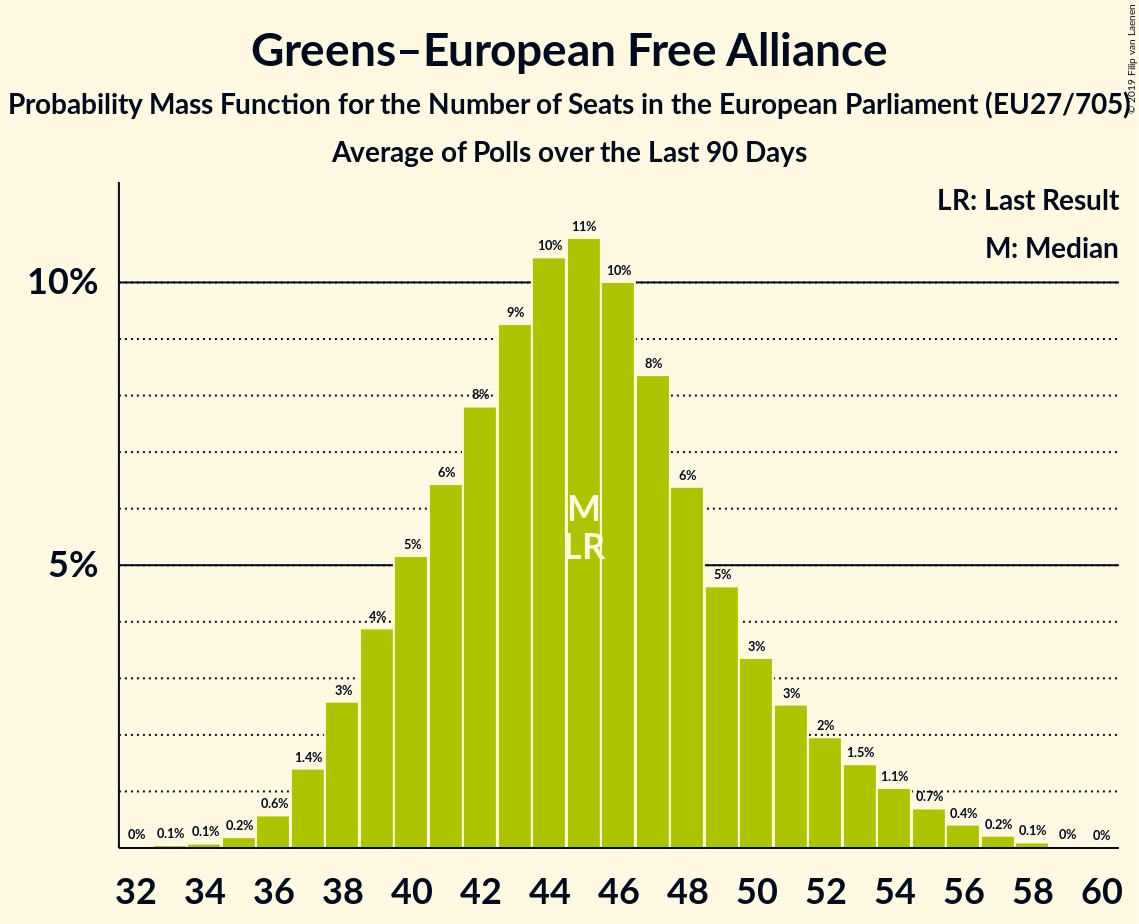 Greens–European Free Alliance
Probability Mass Function for the Number of Seats in the European Parliament (EU27/705)
Average of Polls over the Last 90 Days
© 2019 Filip van Laenen
LR: Last Result
M: Median
10%
5%
0% 0.1% 0.1% 0.2% 0.6% 1.4% 3% 4% 5% 6% 8% 9% 10% 11% 10% 8% 6% 5% 3% 3% 2% 1.5% 1.1% 0.7% 0.4% 0.2% 0.1% 0% 0%
M
LR
32 34 36 38 40 42 44 46 48 50 52 54 56 58 60